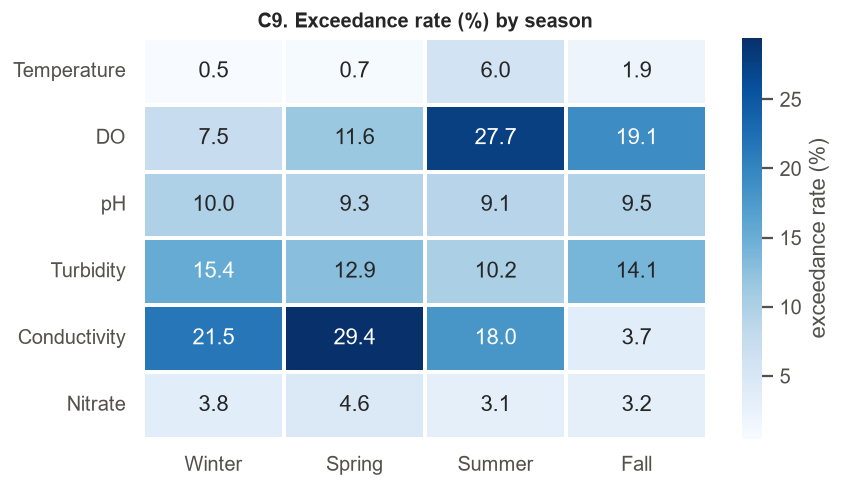 C9. Exceedance rate (%) by season
Temperature 0.5 0.7 6.0 1.9
DO 7.5 11.6 27.7 19.1
pH 10.0 9.3 9.1 9.5
Turbidity 15.4 12.9 10.2 14.1
Conductivity 21.5 29.4 18.0 3.7
Nitrate 3.8 4.6 3.1 3.2
Winter Spring Summer Fall
25
20
15
10
5
exceedance rate (%)